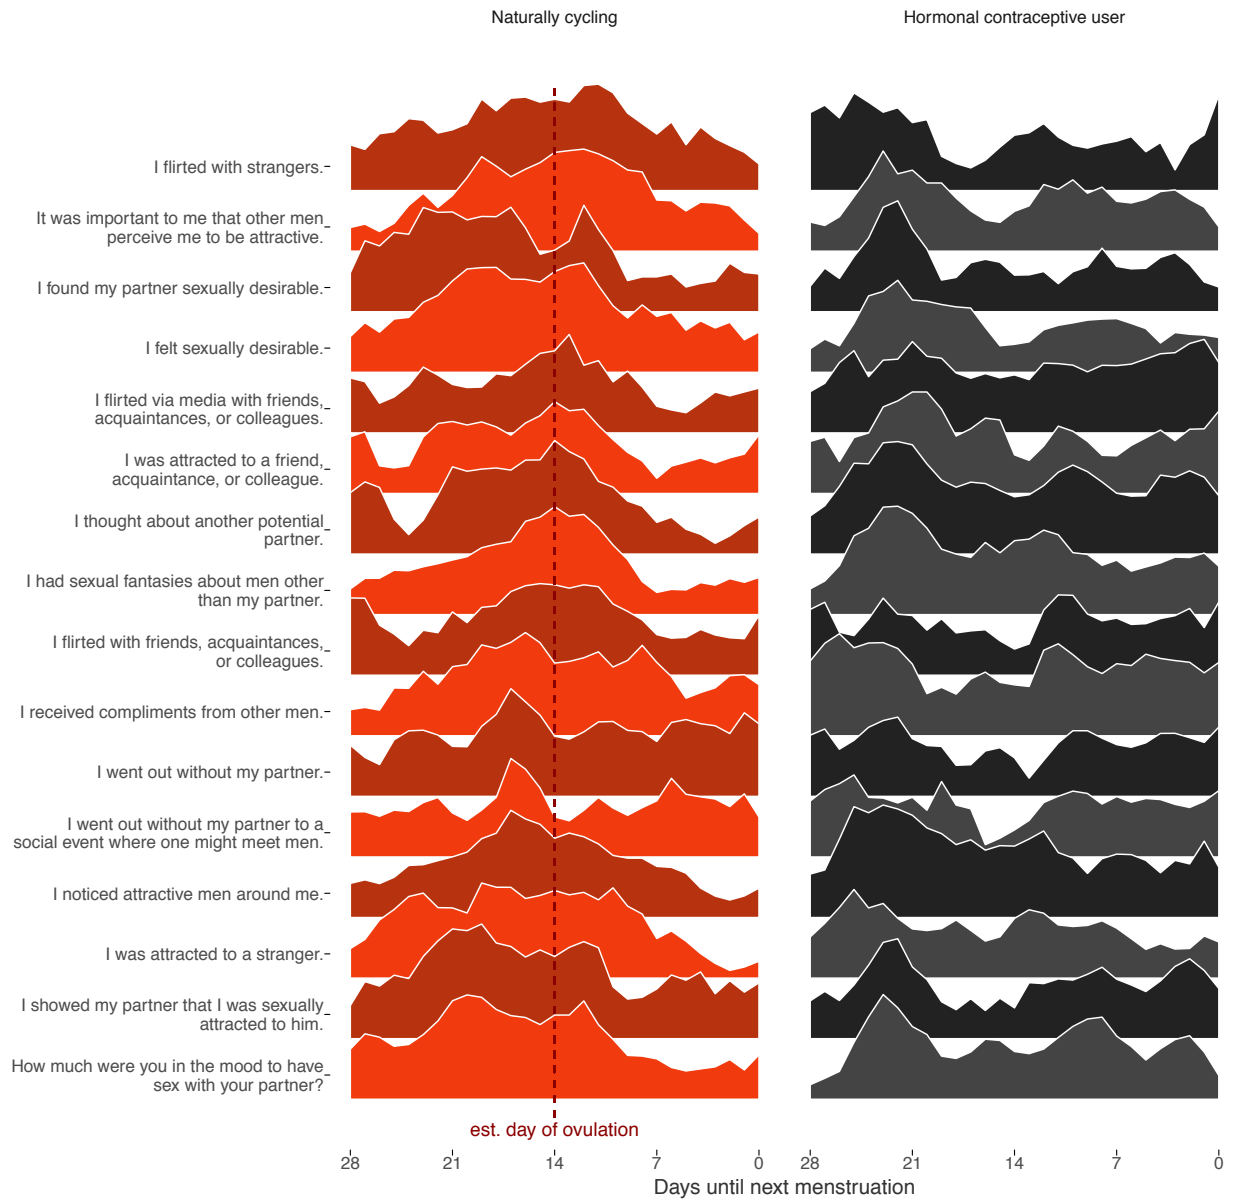 Naturally cycling
Hormonal contraceptive user
I flirted with strangers.
It was important to me that other men
perceive me to be attractive.
I found my partner sexually desirable.
I felt sexually desirable.
I flirted via media with friends,
acquaintances, or colleagues.
I was attracted to a friend,
acquaintance, or colleague.
I thought about another potential
partner.
I had sexual fantasies about men other
than my partner.
I flirted with friends, acquaintances,
or colleagues.
I received compliments from other men.
I went out without my partner.
I went out without my partner to a
social event where one might meet men.
I noticed attractive men around me.
I was attracted to a stranger.
I showed my partner that I was sexually
attracted to him.
How much were you in the mood to have
sex with your partner?
est. day of ovulation
28 21 14 7 0
28 21 14 7 0
Days until next menstruation